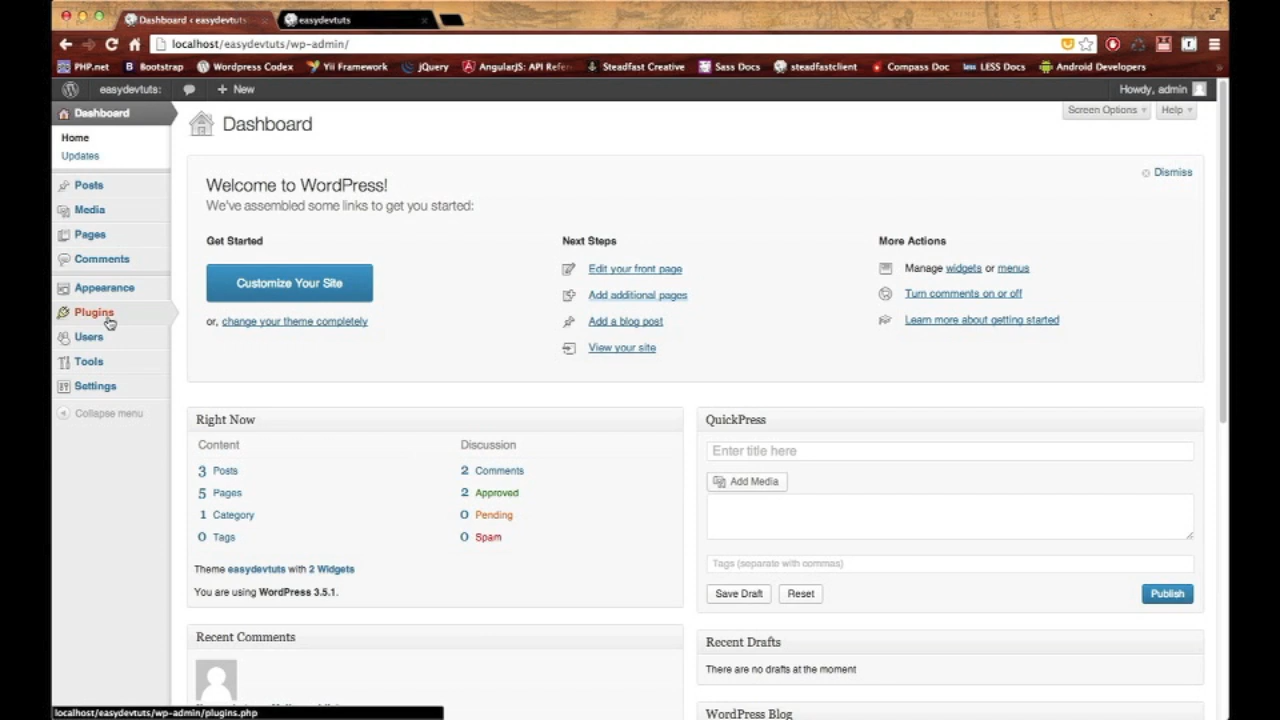 Dashboard ‹ easydevtuts
easydevtuts
localhost/easydevtuts/wp-admin/
PHP.net
Bootstrap
Wordpress Codex
Yii Framework
jQuery
AngularJS: API Refer
Steadfast Creative
Sass Docs
steadfastclient
Compass Doc
LESS Docs
Android Developers
easydevtuts:
+ New
Howdy, admin
Dashboard
Home
Updates
Posts
Media
Pages
Comments
Appearance
Plugins
Users
Tools
Settings
Collapse menu
Dashboard
Screen Options
Help
Welcome to WordPress!
We've assembled some links to get you started:
Dismiss
Get Started
Customize Your Site
or, change your theme completely
Next Steps
Edit your front page
Add additional pages
Add a blog post
View your site
More Actions
Manage widgets or menus
Turn comments on or off
Learn more about getting started
Right Now
Content
3 Posts
5 Pages
1 Category
0 Tags
Discussion
2 Comments
2 Approved
0 Pending
0 Spam
Theme easydevtuts with 2 Widgets
You are using WordPress 3.5.1.
Recent Comments
QuickPress
Enter title here
Add Media
Tags (separate with commas)
Save Draft
Reset
Publish
Recent Drafts
There are no drafts at the moment
WordPress Blog
localhost/easydevtuts/wp-admin/plugins.php